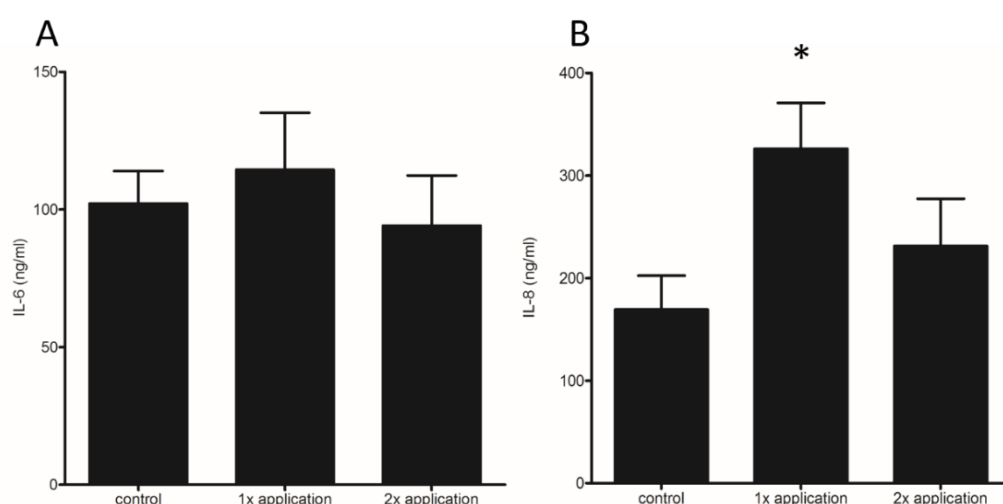 A
150
100
50
0
IL-6 (ng/ml)
control
1x application
2x application
B
*
400
300
200
100
0
IL-8 (ng/ml)
control
1x application
2x application